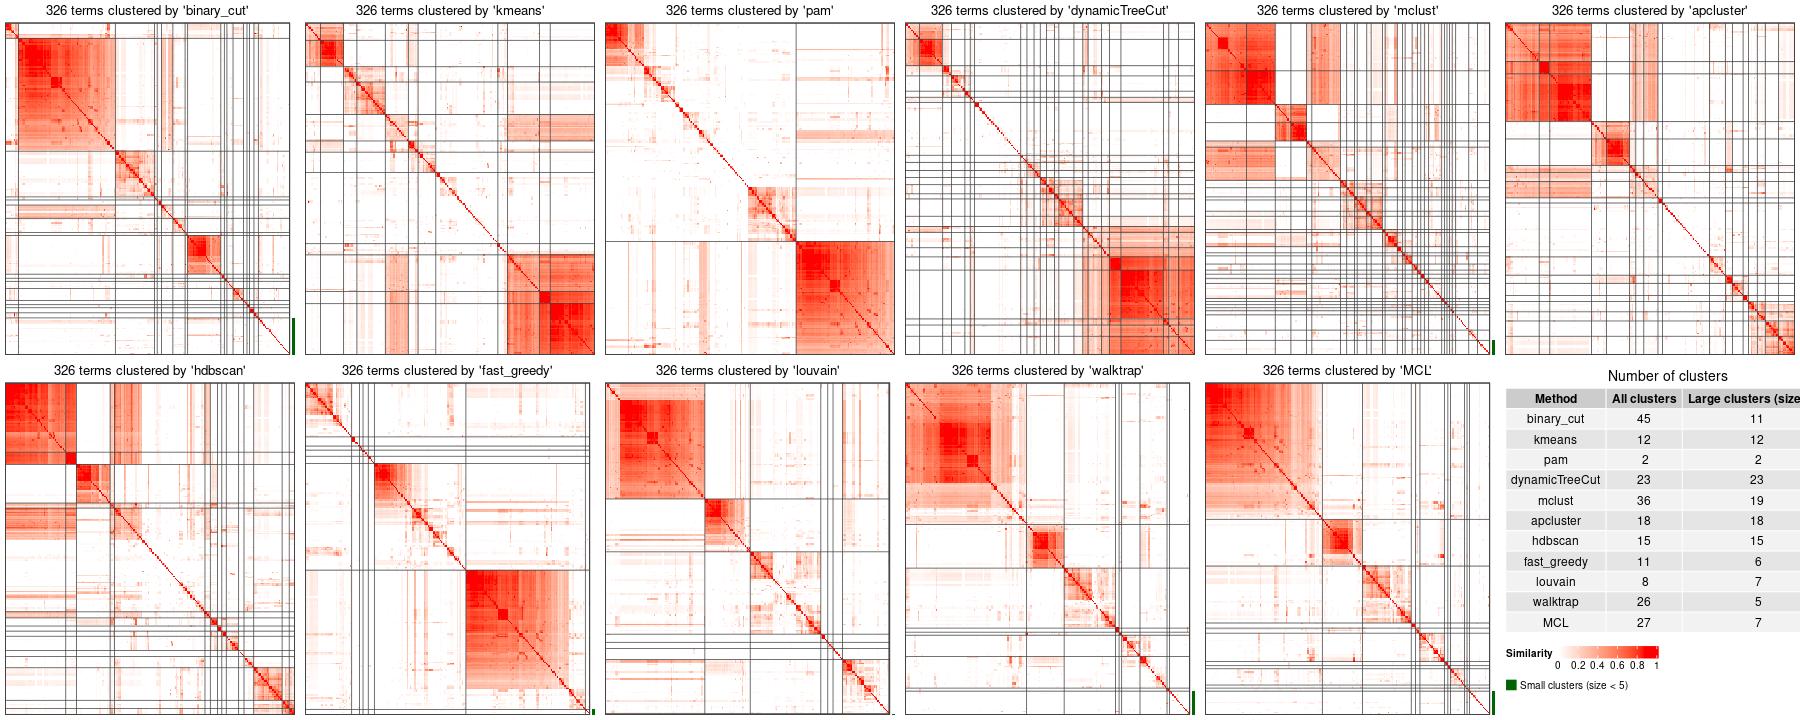 326 terms clustered by 'binary_cut'
326 terms clustered by 'kmeans'
326 terms clustered by 'pam'
326 terms clustered by 'dynamicTreeCut'
326 terms clustered by 'mclust'
326 terms clustered by 'apcluster'
326 terms clustered by 'hdbscan'
326 terms clustered by 'fast_greedy'
326 terms clustered by 'louvain'
326 terms clustered by 'walktrap'
326 terms clustered by 'MCL'
Number of clusters
Method All clusters Large clusters (size
binary_cut 45 11
kmeans 12 12
pam 2 2
dynamicTreeCut 23 23
mclust 36 19
apcluster 18 18
hdbscan 15 15
fast_greedy 11 6
louvain 8 7
walktrap 26 5
MCL 27 7
Similarity
0 0.2 0.4 0.6 0.8 1
Small clusters (size < 5)